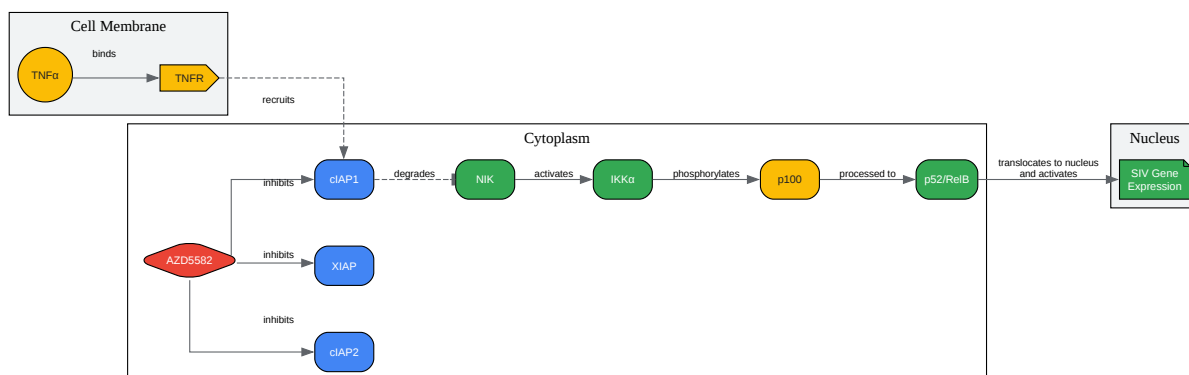 Cell Membrane
binds
TNFα
TNFR
recruits
Cytoplasm
Nucleus
inhibits
cIAP1
degrades
NIK
activates
IKKα
phosphorylates
p100
processed to
p52/RelB
translocates to nucleus
and activates
SIV Gene
Expression
AZD5582
inhibits
XIAP
inhibits
cIAP2